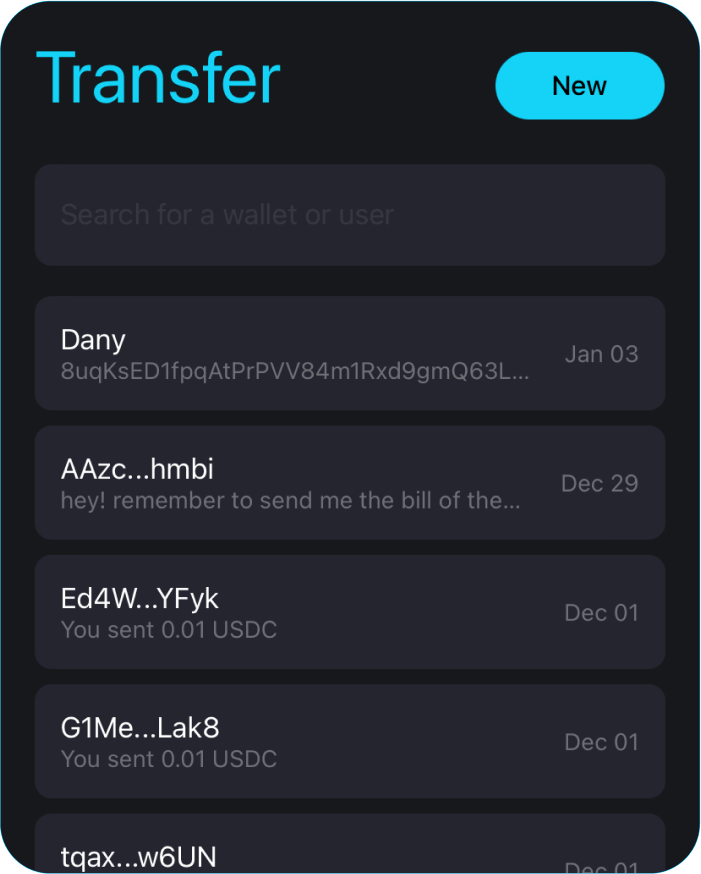 Transfer
New
Search for a wallet or user
Dany
8uqKsED1fpqAtPrPVV84m1Rxd9gmQ63L...
Jan 03
AAzc...hmbi
hey! remember to send me the bill of the...
Dec 29
Ed4W...YFyk
You sent 0.01 USDC
Dec 01
G1Me...Lak8
You sent 0.01 USDC
Dec 01
tqax...w6UN
Dec 01